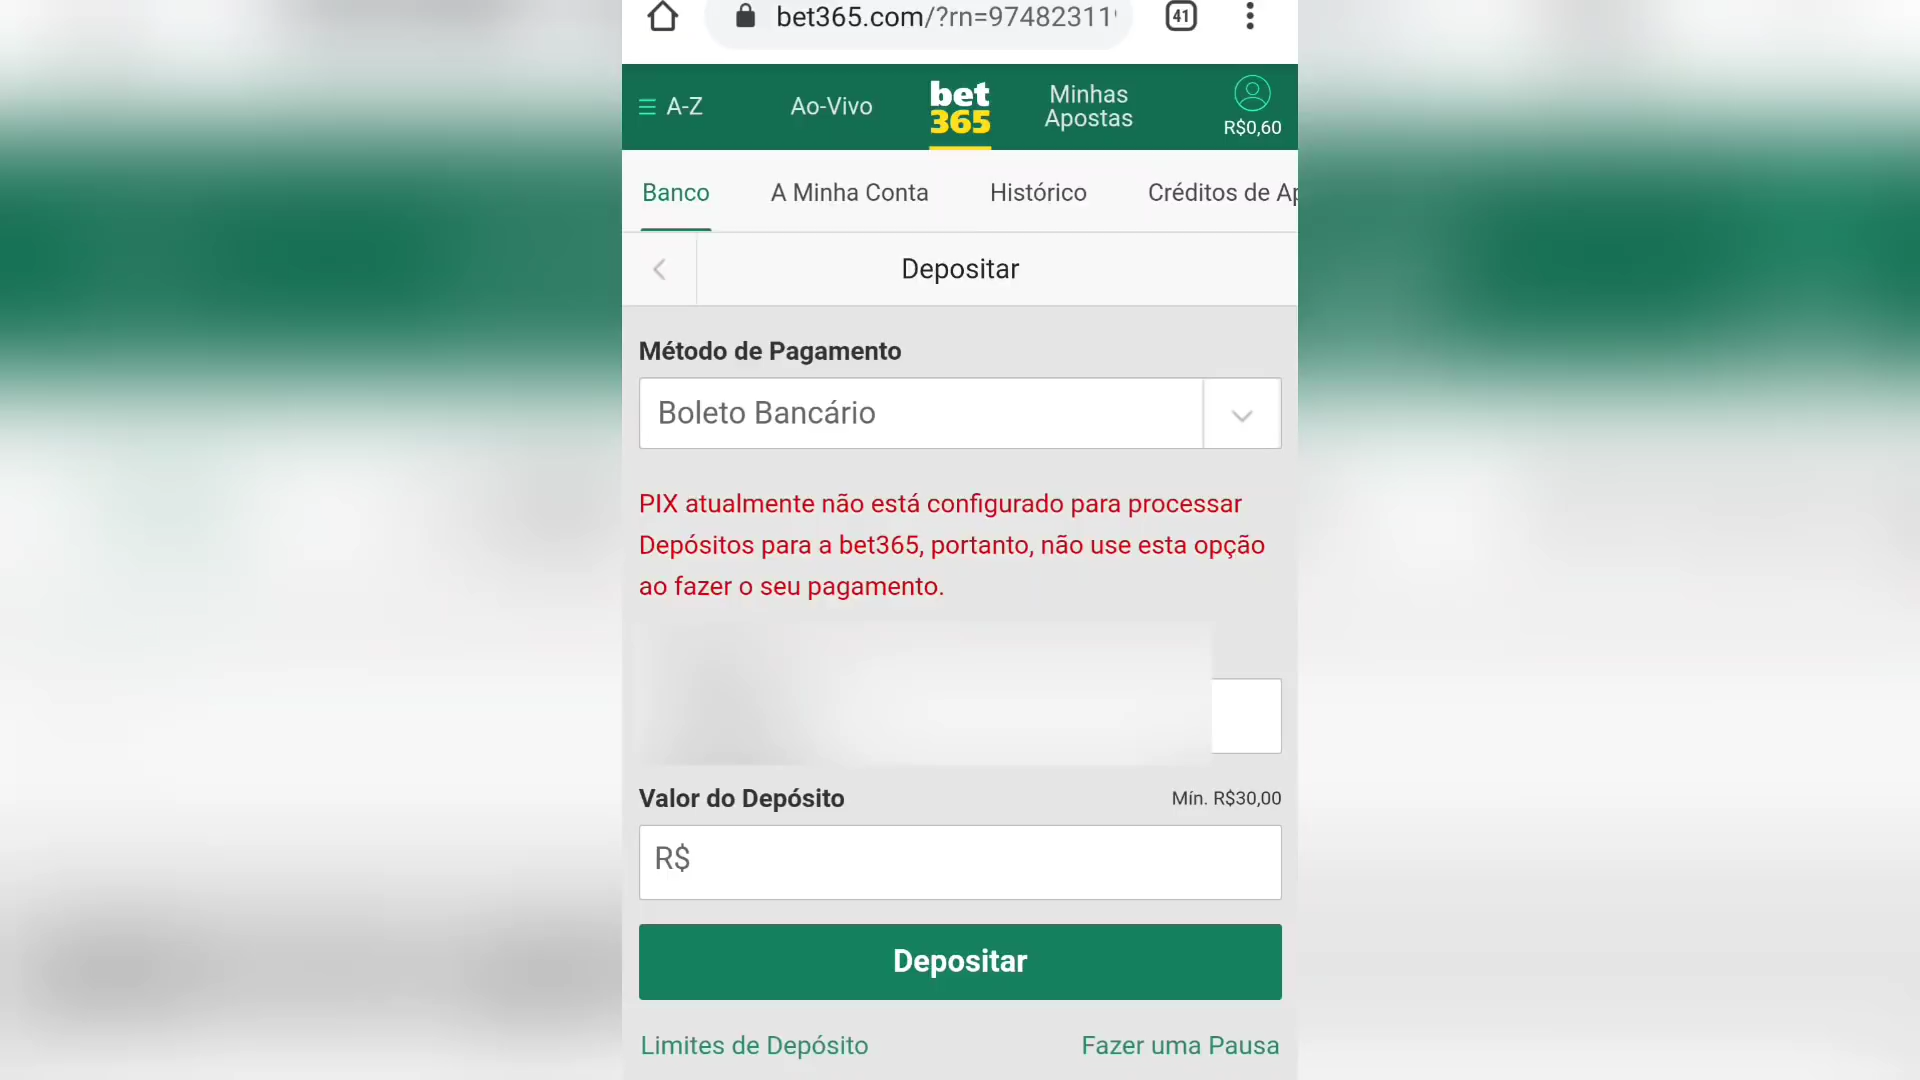 bet365.com/?rn=97482311
41
A-Z
Ao-Vivo
bet
365
Minhas
Apostas
R$0,60
Banco
A Minha Conta
Histórico
Créditos de Ap
Depositar
Método de Pagamento
Boleto Bancário
PIX atualmente não está configurado para processar
Depósitos para a bet365, portanto, não use esta opção
ao fazer o seu pagamento.
Valor do Depósito
Mín. R$30,00
R$
Depositar
Limites de Depósito
Fazer uma Pausa